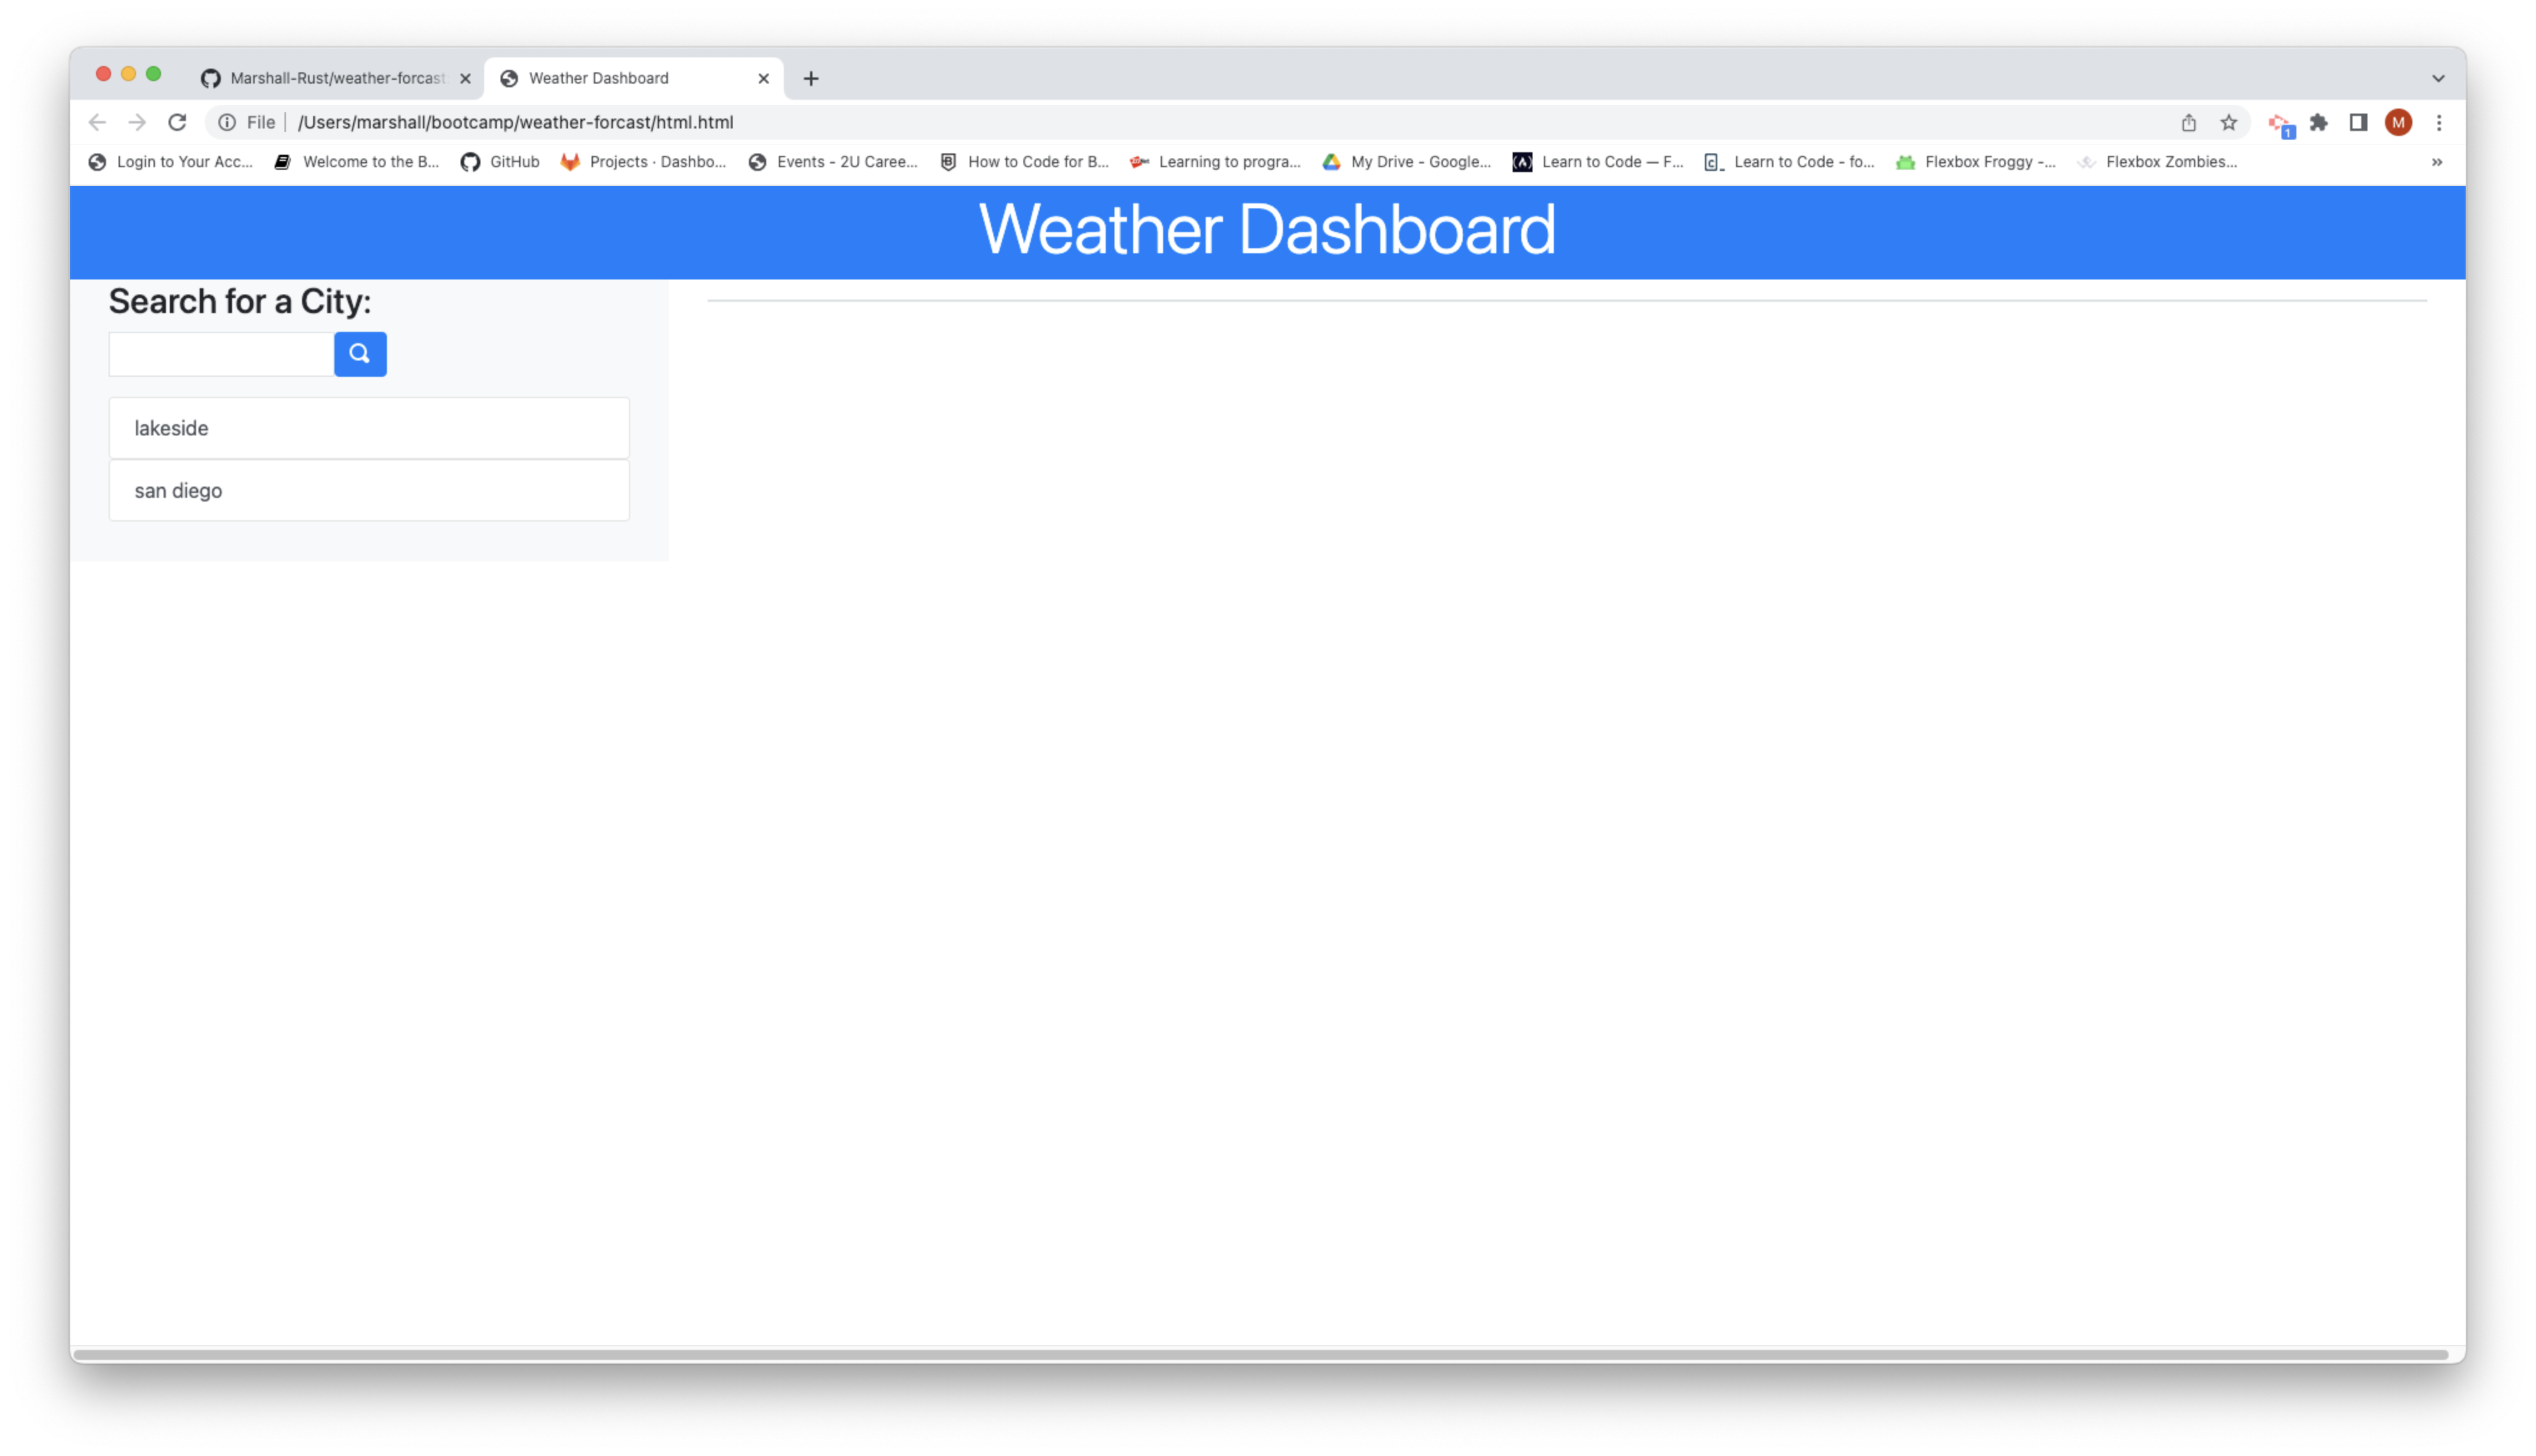 Marshall-Rust/weather-forcast
Weather Dashboard
File /Users/marshall/bootcamp/weather-forcast/html.html
1
M
Login to Your Acc... Welcome to the B... GitHub Projects · Dashbo... Events - 2U Caree... How to Code for B... Learning to progra... My Drive - Google... Learn to Code — F... Learn to Code - fo... Flexbox Froggy -... Flexbox Zombies...
Weather Dashboard
Search for a City:
lakeside
san diego